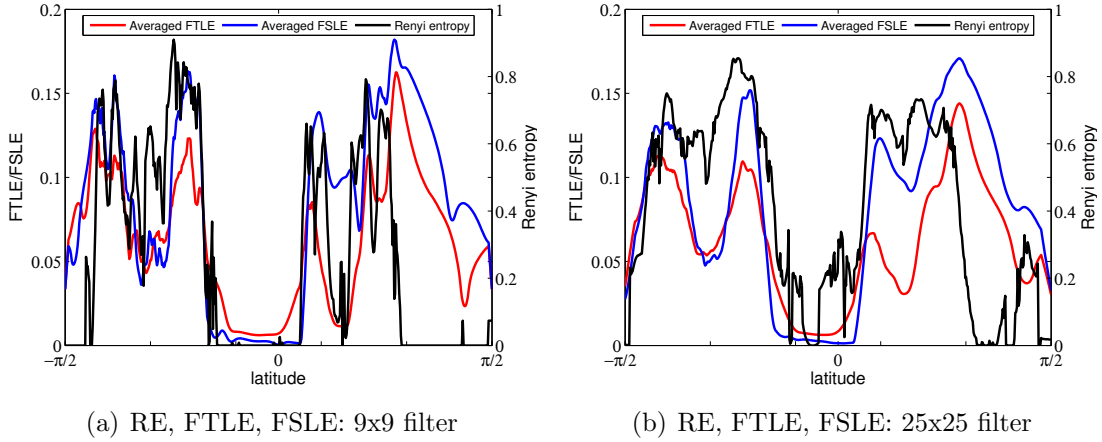 Averaged FTLE Averaged FSLE Renyi entropy
0.2
0.15
0.1
0.05
0
FTLE/FSLE
1
0.8
0.6
0.4
0.2
0
Renyi entropy
−π/2 0 π/2
latitude
(a) RE, FTLE, FSLE: 9x9 filter
Averaged FTLE Averaged FSLE Renyi entropy
0.2
0.15
0.1
0.05
0
FTLE/FSLE
1
0.8
0.6
0.4
0.2
0
Renyi entropy
−π/2 0 π/2
latitude
(b) RE, FTLE, FSLE: 25x25 filter